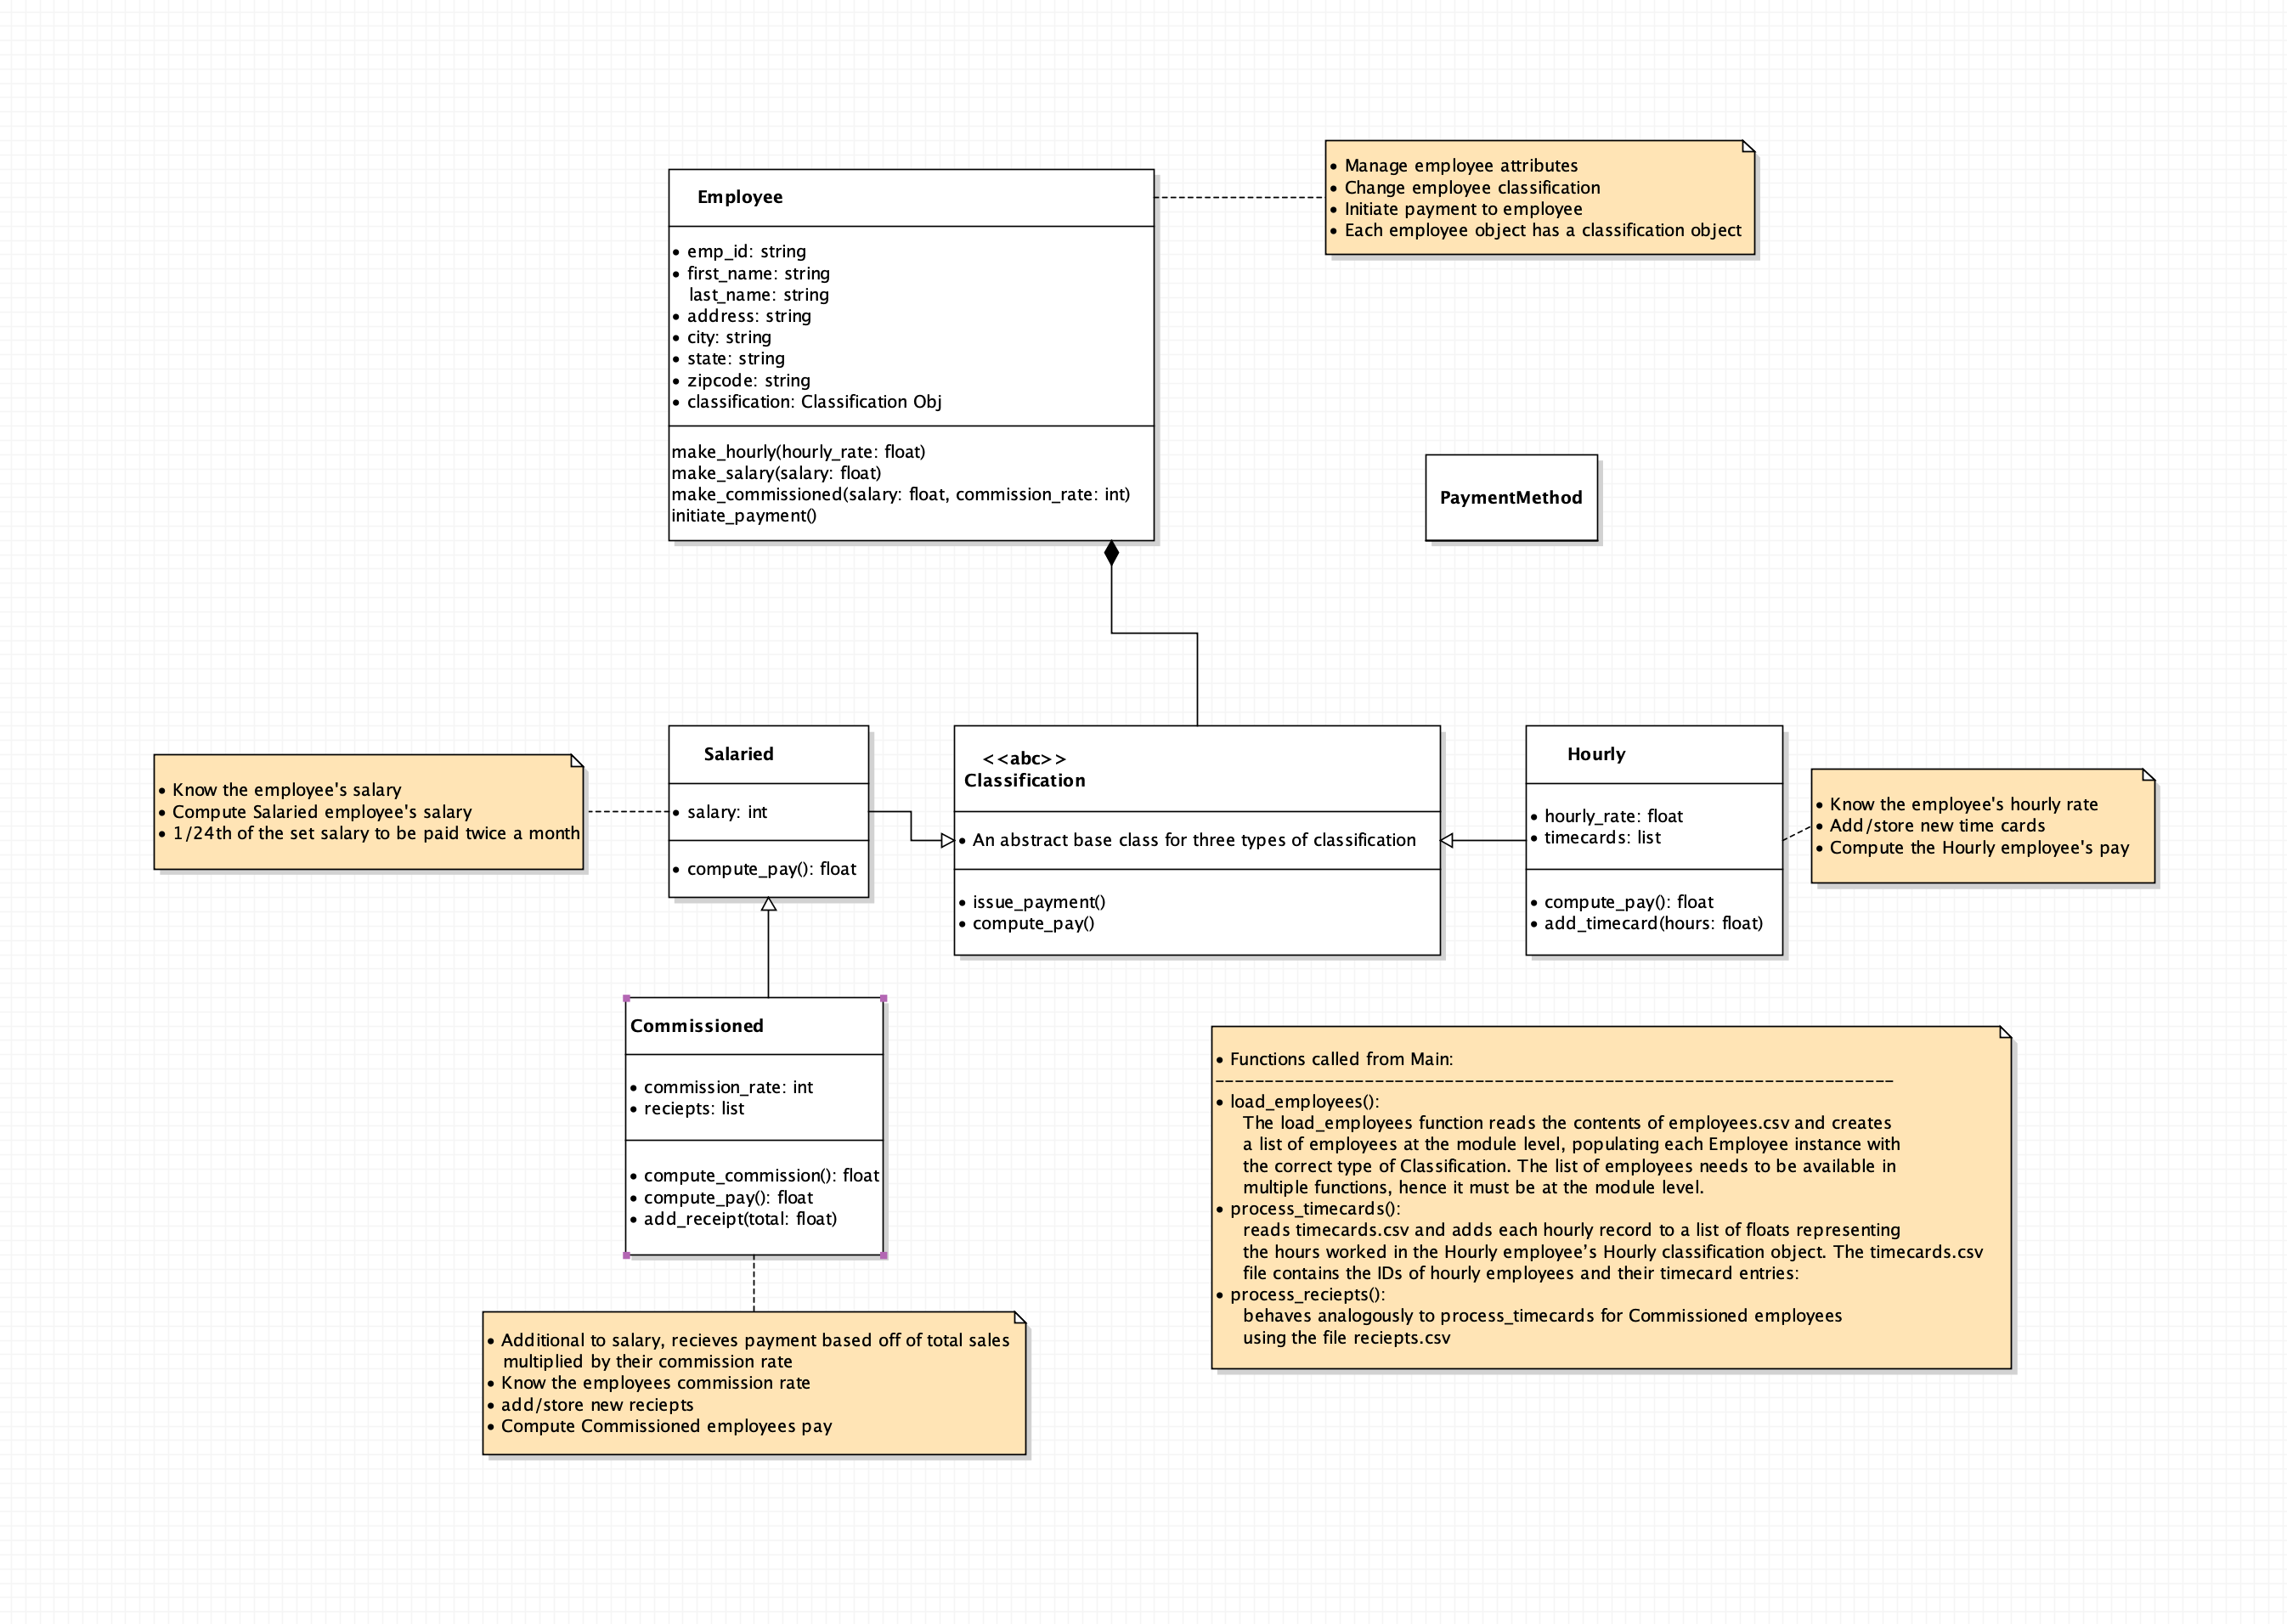 Employee
• emp_id: string
• first_name: string
last_name: string
• address: string
• city: string
• state: string
• zipcode: string
• classification: Classification Obj
make_hourly(hourly_rate: float)
make_salary(salary: float)
make_commissioned(salary: float, commission_rate: int)
initiate_payment()
• Manage employee attributes
• Change employee classification
• Initiate payment to employee
• Each employee object has a classification object
PaymentMethod
• Know the employee's salary
• Compute Salaried employee's salary
• 1/24th of the set salary to be paid twice a month
Salaried
• salary: int
• compute_pay(): float
<<abc>>
Classification
• An abstract base class for three types of classification
• issue_payment()
• compute_pay()
Hourly
• hourly_rate: float
• timecards: list
• compute_pay(): float
• add_timecard(hours: float)
• Know the employee's hourly rate
• Add/store new time cards
• Compute the Hourly employee's pay
Commissioned
• commission_rate: int
• reciepts: list
• compute_commission(): float
• compute_pay(): float
• add_receipt(total: float)
• Additional to salary, recieves payment based off of total sales
multiplied by their commission rate
• Know the employees commission rate
• add/store new reciepts
• Compute Commissioned employees pay
• Functions called from Main:
--------------------------------------------------------------------
• load_employees():
The load_employees function reads the contents of employees.csv and creates
a list of employees at the module level, populating each Employee instance with
the correct type of Classification. The list of employees needs to be available in
multiple functions, hence it must be at the module level.
• process_timecards():
reads timecards.csv and adds each hourly record to a list of floats representing
the hours worked in the Hourly employee’s Hourly classification object. The timecards.csv
file contains the IDs of hourly employees and their timecard entries:
• process_reciepts():
behaves analogously to process_timecards for Commissioned employees
using the file reciepts.csv